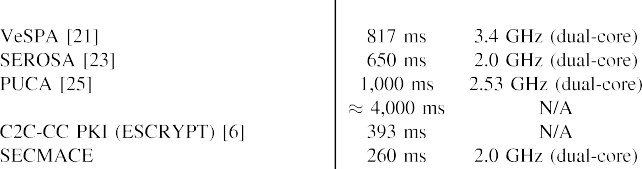 VeSPA [21] 817 ms 3.4 GHz (dual-core)
SEROSA [23] 650 ms 2.0 GHz (dual-core)
PUCA [25] 1,000 ms 2.53 GHz (dual-core)
≈ 4,000 ms N/A
C2C-CC PKI (ESCRYPT) [6] 393 ms N/A
SECMACE 260 ms 2.0 GHz (dual-core)